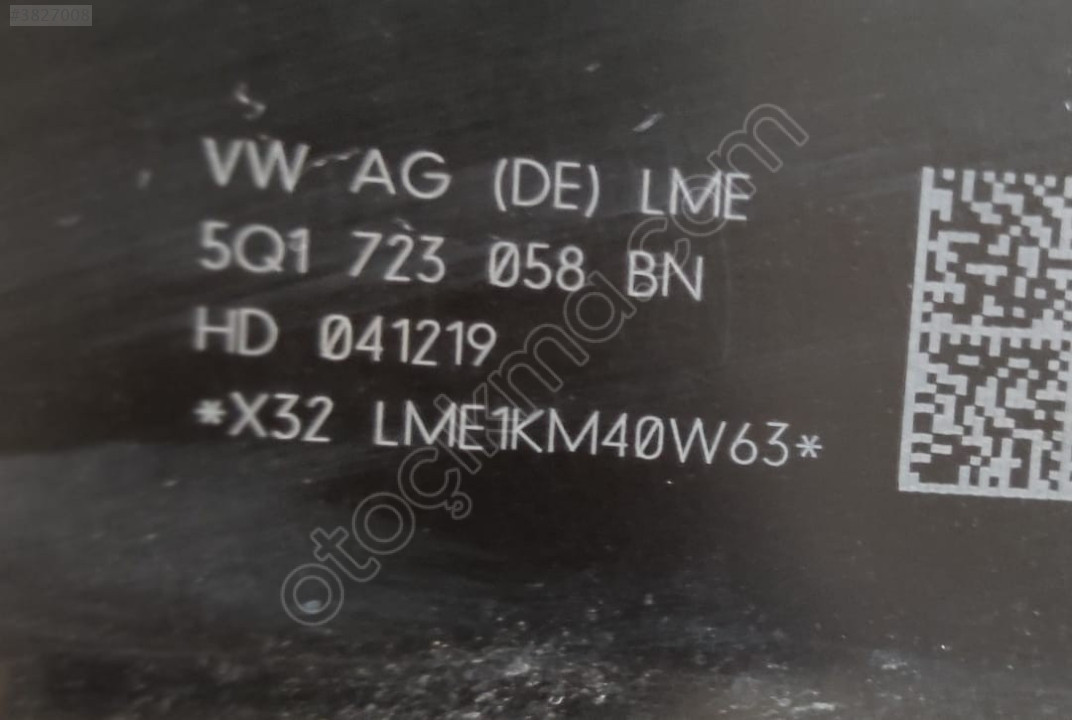 #3827008
VW AG (DE) LME
5Q1 723 058 BN
HD 041219
*X32 LME1KM40W63*
otoçıkma.com